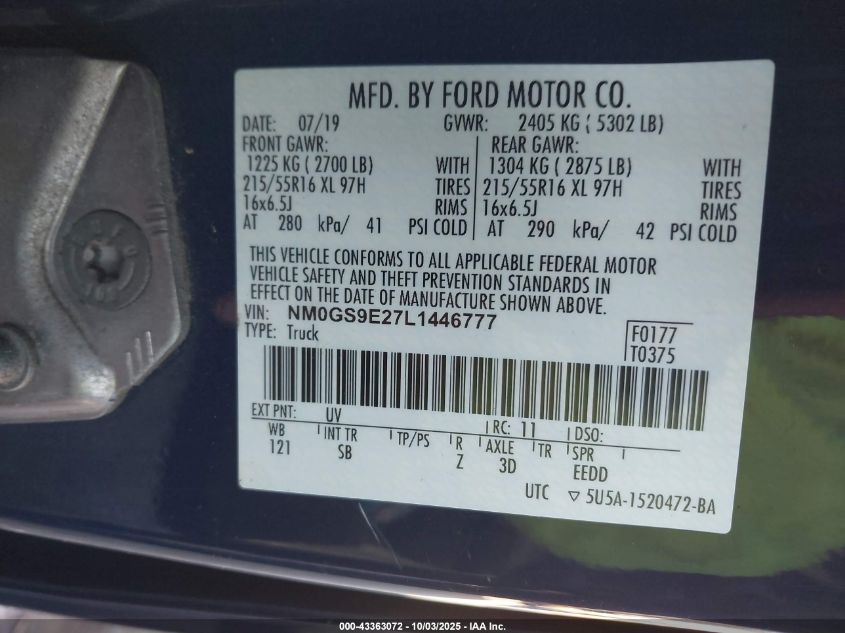 MFD. BY FORD MOTOR CO.
DATE: 07/19 GVWR: 2405 KG ( 5302 LB)
FRONT GAWR: REAR GAWR:
1225 KG ( 2700 LB) WITH 1304 KG ( 2875 LB) WITH
215/55R16 XL 97H TIRES 215/55R16 XL 97H TIRES
16x6.5J RIMS 16x6.5J RIMS
AT 280 kPa/ 41 PSI COLD AT 290 kPa/ 42 PSI COLD
THIS VEHICLE CONFORMS TO ALL APPLICABLE FEDERAL MOTOR
VEHICLE SAFETY AND THEFT PREVENTION STANDARDS IN
EFFECT ON THE DATE OF MANUFACTURE SHOWN ABOVE.
VIN: NM0GS9E27L1446777
TYPE: Truck
F0177
T0375
EXT PNT: UV RC: 11 DSO:
WB INT TR TP/PS R AXLE TR SPR
121 SB Z 3D EEDD
UTC ▽5U5A-1520472-BA
000-43363072 - 10/03/2025 - IAA Inc.